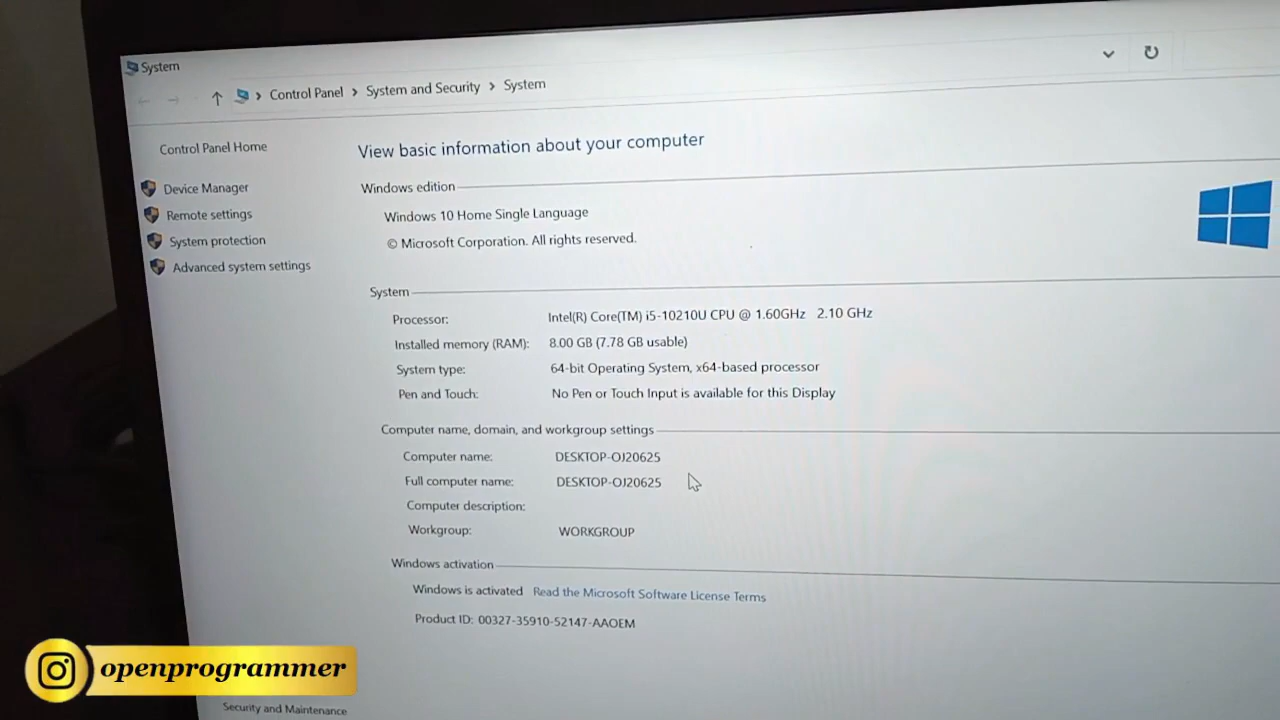 System
Control Panel > System and Security > System
Control Panel Home
Device Manager
Remote settings
System protection
Advanced system settings
View basic information about your computer
Windows edition
Windows 10 Home Single Language
© Microsoft Corporation. All rights reserved.
System
Processor: Intel(R) Core(TM) i5-10210U CPU @ 1.60GHz 2.10 GHz
Installed memory (RAM): 8.00 GB (7.78 GB usable)
System type: 64-bit Operating System, x64-based processor
Pen and Touch: No Pen or Touch Input is available for this Display
Computer name, domain, and workgroup settings
Computer name: DESKTOP-OJ20625
Full computer name: DESKTOP-OJ20625
Computer description:
Workgroup: WORKGROUP
Windows activation
Windows is activated Read the Microsoft Software License Terms
Product ID: 00327-35910-52147-AAOEM
openprogrammer
Security and Maintenance